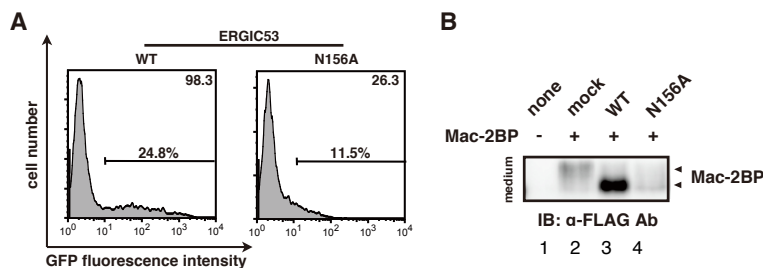 A
ERGIC53
WT
N156A
98.3
26.3
24.8%
11.5%
cell number
10⁰ 10¹ 10² 10³ 10⁴
10⁰ 10¹ 10² 10³ 10⁴
GFP fluorescence intensity
B
none mock WT N156A
Mac-2BP - + + +
medium
Mac-2BP
IB: α-FLAG Ab
1 2 3 4